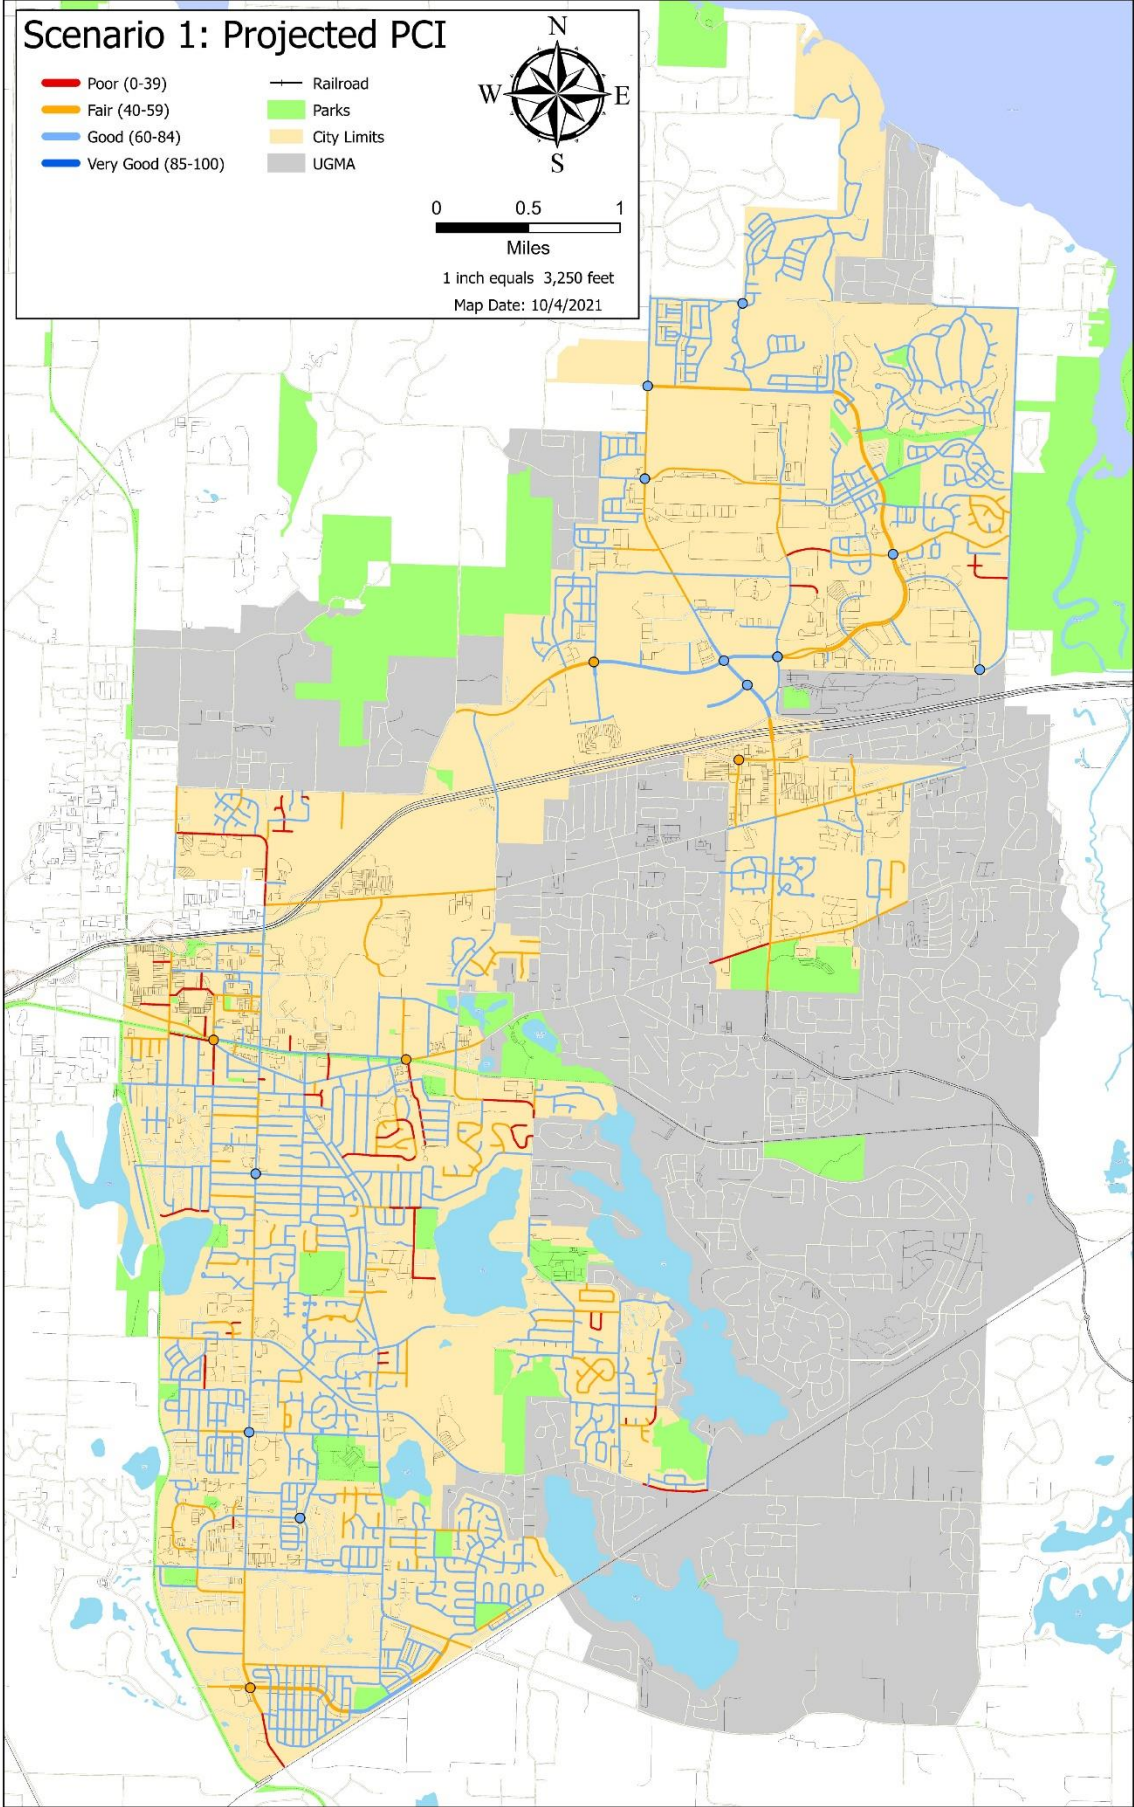 Scenario 1: Projected PCI
Poor (0-39)
Fair (40-59)
Good (60-84)
Very Good (85-100)
Railroad
Parks
City Limits
UGMA
N
W
E
S
0 0.5 1
Miles
1 inch equals 3,250 feet
Map Date: 10/4/2021